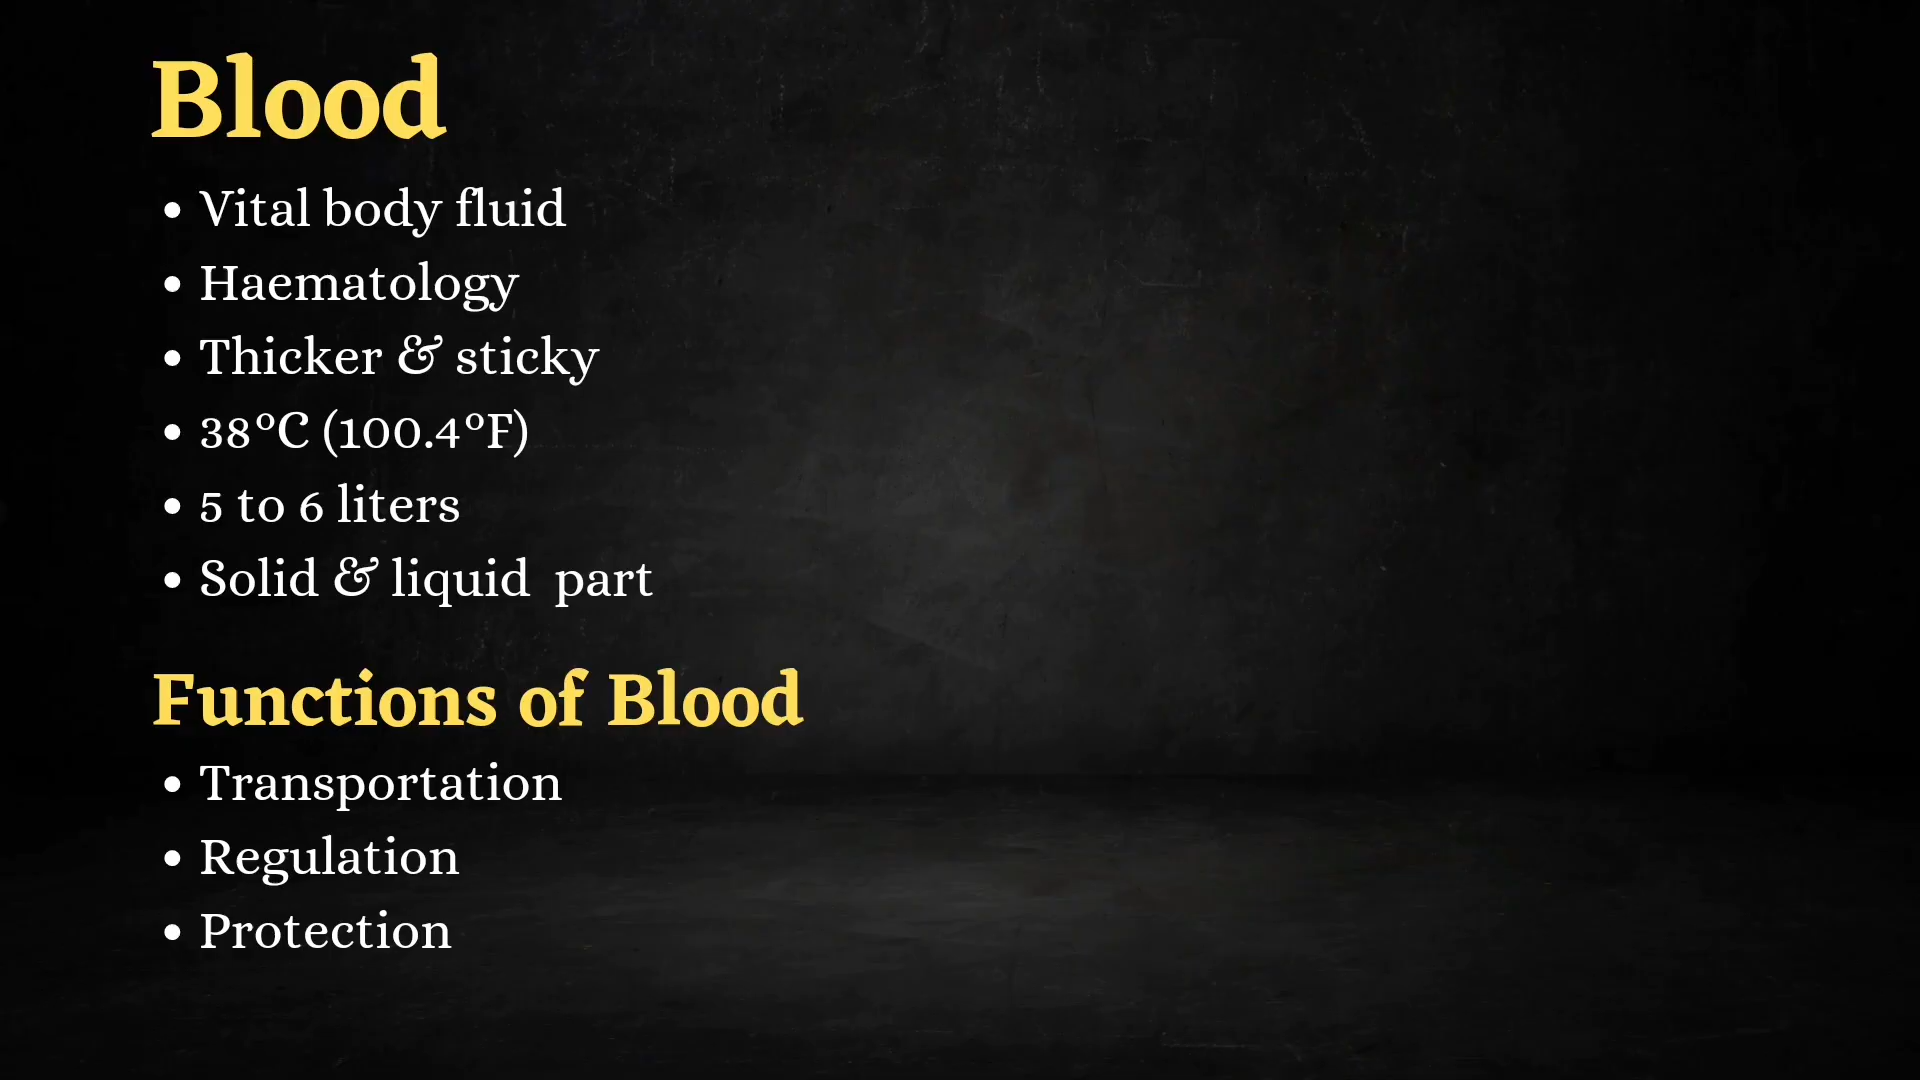 Blood
• Vital body fluid
• Haematology
• Thicker & sticky
• 38°C (100.4°F)
• 5 to 6 liters
• Solid & liquid  part
Functions of Blood
• Transportation
• Regulation
• Protection